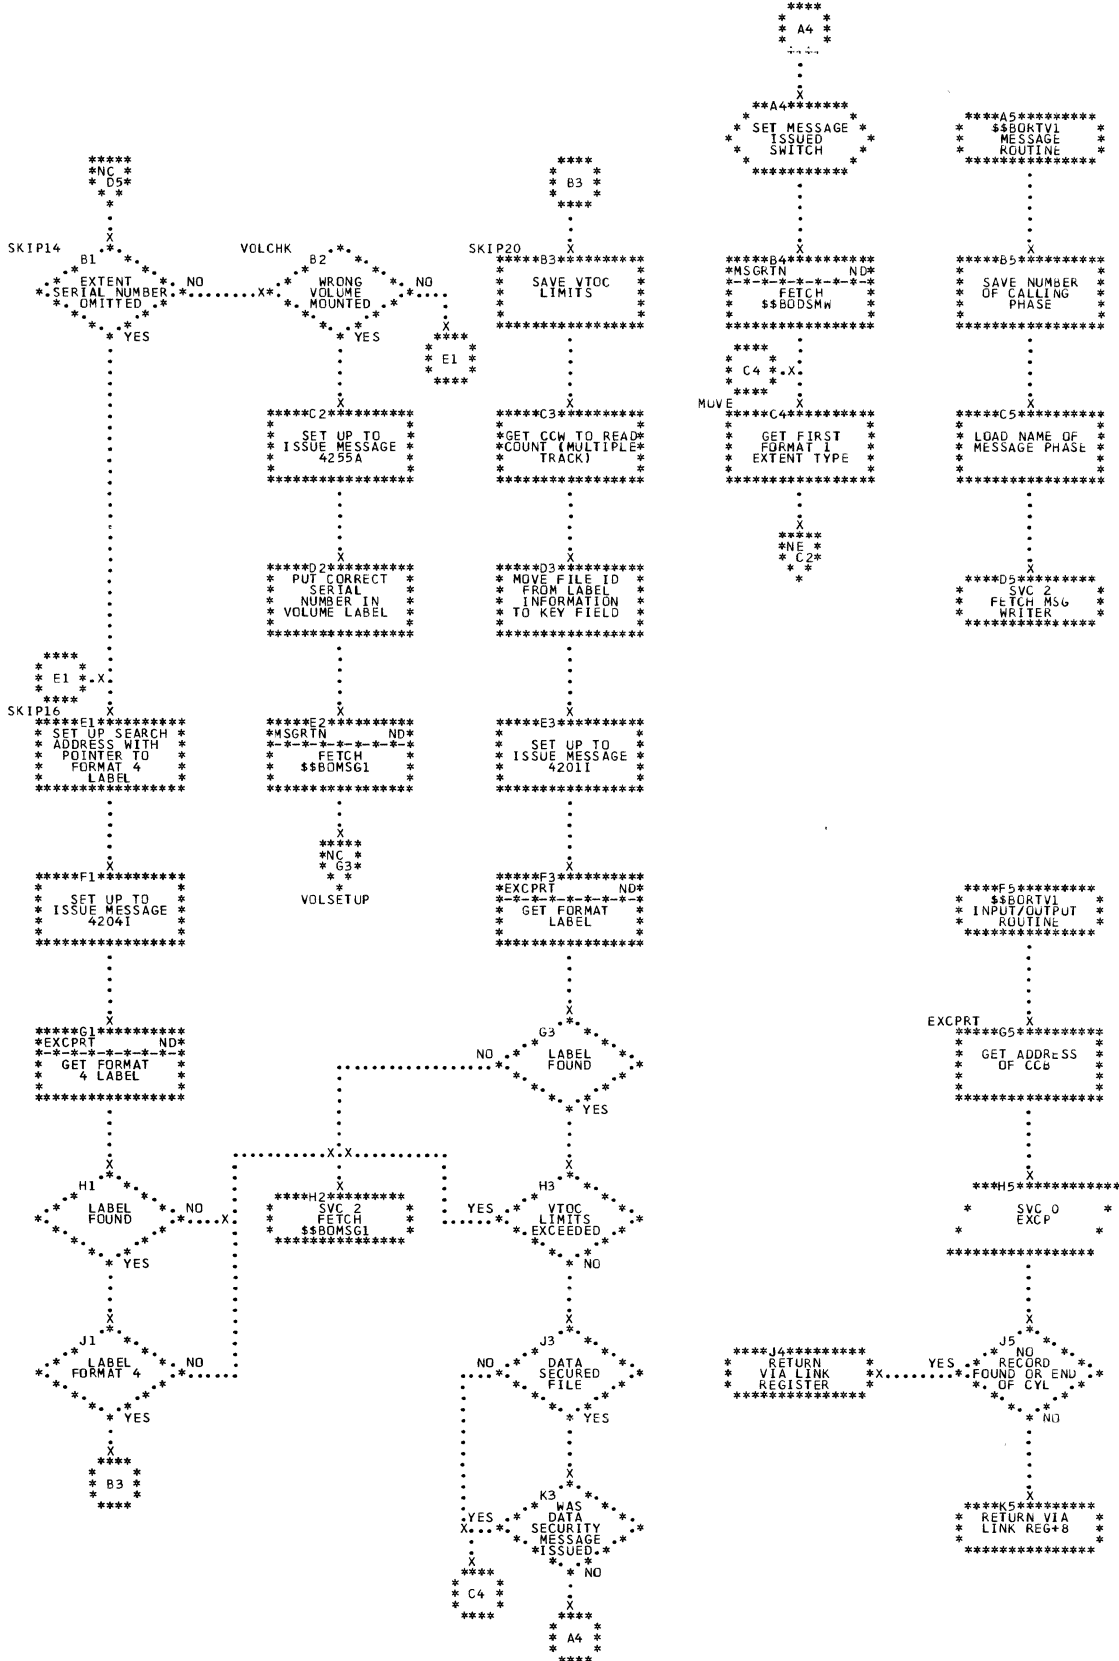 A4
A4
SET MESSAGE
ISSUED
SWITCH
A5
$$BORTV1
MESSAGE
ROUTINE
NC
D5
B3
SKIP14
B1
EXTENT
SERIAL NUMBER
OMITTED
NO
YES
VOLCHK
B2
WRONG
VOLUME
MOUNTED
NO
YES
E1
SKIP20
B3
SAVE VTOC
LIMITS
B4
MSGRTN ND
FETCH
$$BODSMW
B5
SAVE NUMBER
OF CALLING
PHASE
C4
MOVE
C2
SET UP TO
ISSUE MESSAGE
4255A
C3
GET CCW TO READ
COUNT (MULTIPLE
TRACK)
C4
GET FIRST
FORMAT 1
EXTENT TYPE
C5
LOAD NAME OF
MESSAGE PHASE
NE
C2
D2
PUT CORRECT
SERIAL
NUMBER IN
VOLUME LABEL
D3
MOVE FILE ID
FROM LABEL
INFORMATION
TO KEY FIELD
D5
SVC 2
FETCH MSG
WRITER
E1
SKIP16
E1
SET UP SEARCH
ADDRESS WITH
POINTER TO
FORMAT 4
LABEL
E2
MSGRTN ND
FETCH
$$BOMSG1
E3
SET UP TO
ISSUE MESSAGE
4201I
NC
G3
VOLSETUP
F1
SET UP TO
ISSUE MESSAGE
4204I
F3
EXCPRT ND
GET FORMAT
LABEL
F5
$$BORTV1
INPUT/OUTPUT
ROUTINE
G1
EXCPRT ND
GET FORMAT
4 LABEL
G3
LABEL
FOUND
NO
YES
EXCPRT
G5
GET ADDRESS
OF CCB
H1
LABEL
FOUND
NO
YES
H2
SVC 2
FETCH
$$BOMSG1
H3
VTOC
LIMITS
EXCEEDED
YES
NO
H5
SVC 0
EXCP
J1
LABEL
FORMAT 4
NO
YES
J3
DATA
SECURED
FILE
NO
YES
J4
RETURN
VIA LINK
REGISTER
J5
NO
RECORD
FOUND OR END
OF CYL
YES
NO
B3
K3
WAS
DATA
SECURITY
MESSAGE
ISSUED
YES
NO
K5
RETURN VIA
LINK REG+8
C4
A4